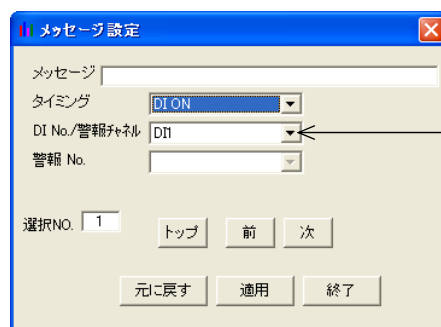 メッセージ設定
メッセージ
タイミング DI ON
DI No./警報チャネル DI1
警報 No.
選択NO. 1 トップ 前 次
元に戻す 適用 終了